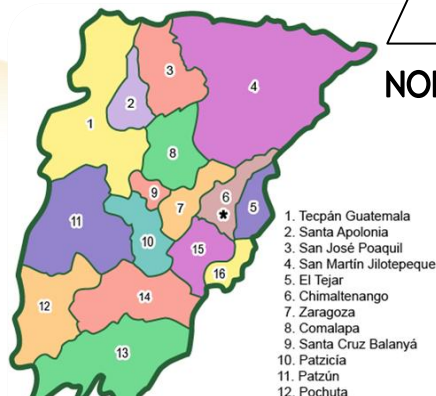 NO
3
4
2
1
8
6
9
7
5
11
*
10
15
16
12
14
13
1. Tecpán Guatemala
2. Santa Apolonia
3. San José Poaquil
4. San Martín Jilotepeque
5. El Tejar
6. Chimaltenango
7. Zaragoza
8. Comalapa
9. Santa Cruz Balanyá
10. Patzicía
11. Patzún
12. Pochuta